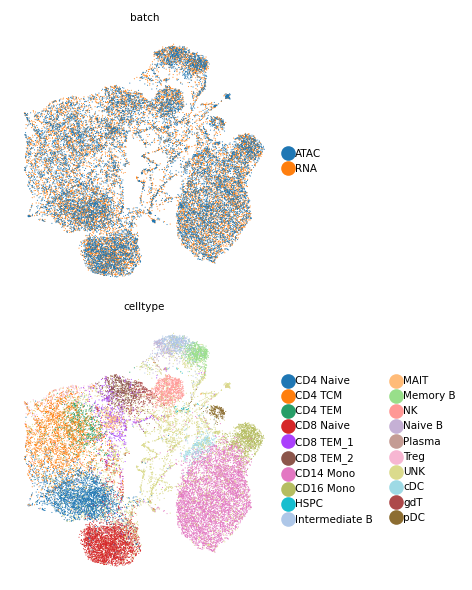 batch
ATAC
RNA
celltype
CD4 Naive
CD4 TCM
CD4 TEM
CD8 Naive
CD8 TEM_1
CD8 TEM_2
CD14 Mono
CD16 Mono
HSPC
Intermediate B
MAIT
Memory B
NK
Naive B
Plasma
Treg
UNK
cDC
gdT
pDC